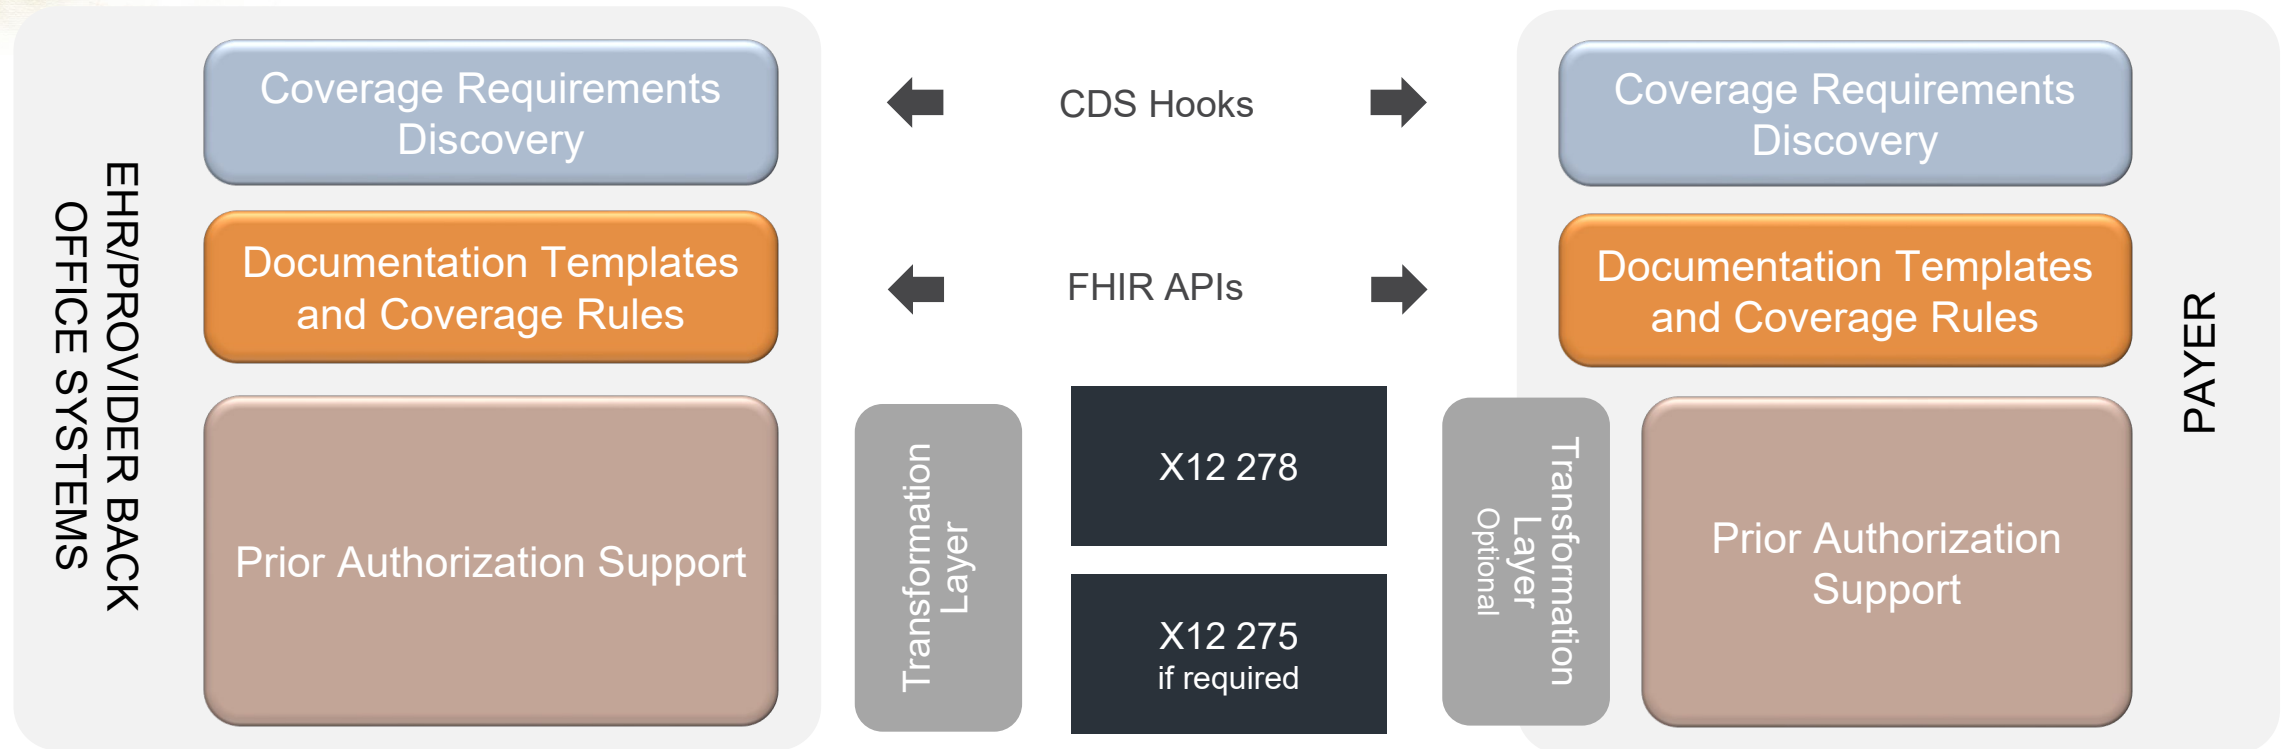 EHR/PROVIDER BACK
OFFICE SYSTEMS
Coverage Requirements
Discovery
Documentation Templates
and Coverage Rules
Prior Authorization Support
CDS Hooks
FHIR APIs
Transformation
Layer
X12 278
X12 275
if required
Transformation
Layer
Optional
Coverage Requirements
Discovery
Documentation Templates
and Coverage Rules
Prior Authorization
Support
PAYER